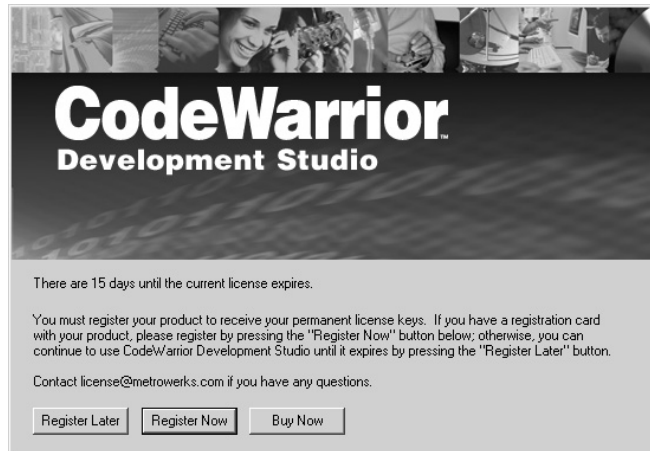 CodeWarrior™
Development Studio
There are 15 days until the current license expires.
You must register your product to receive your permanent license keys. If you have a registration card
with your product, please register by pressing the "Register Now" button below; otherwise, you can
continue to use CodeWarrior Development Studio until it expires by pressing the "Register Later" button.
Contact license@metrowerks.com if you have any questions.
Register Later
Register Now
Buy Now